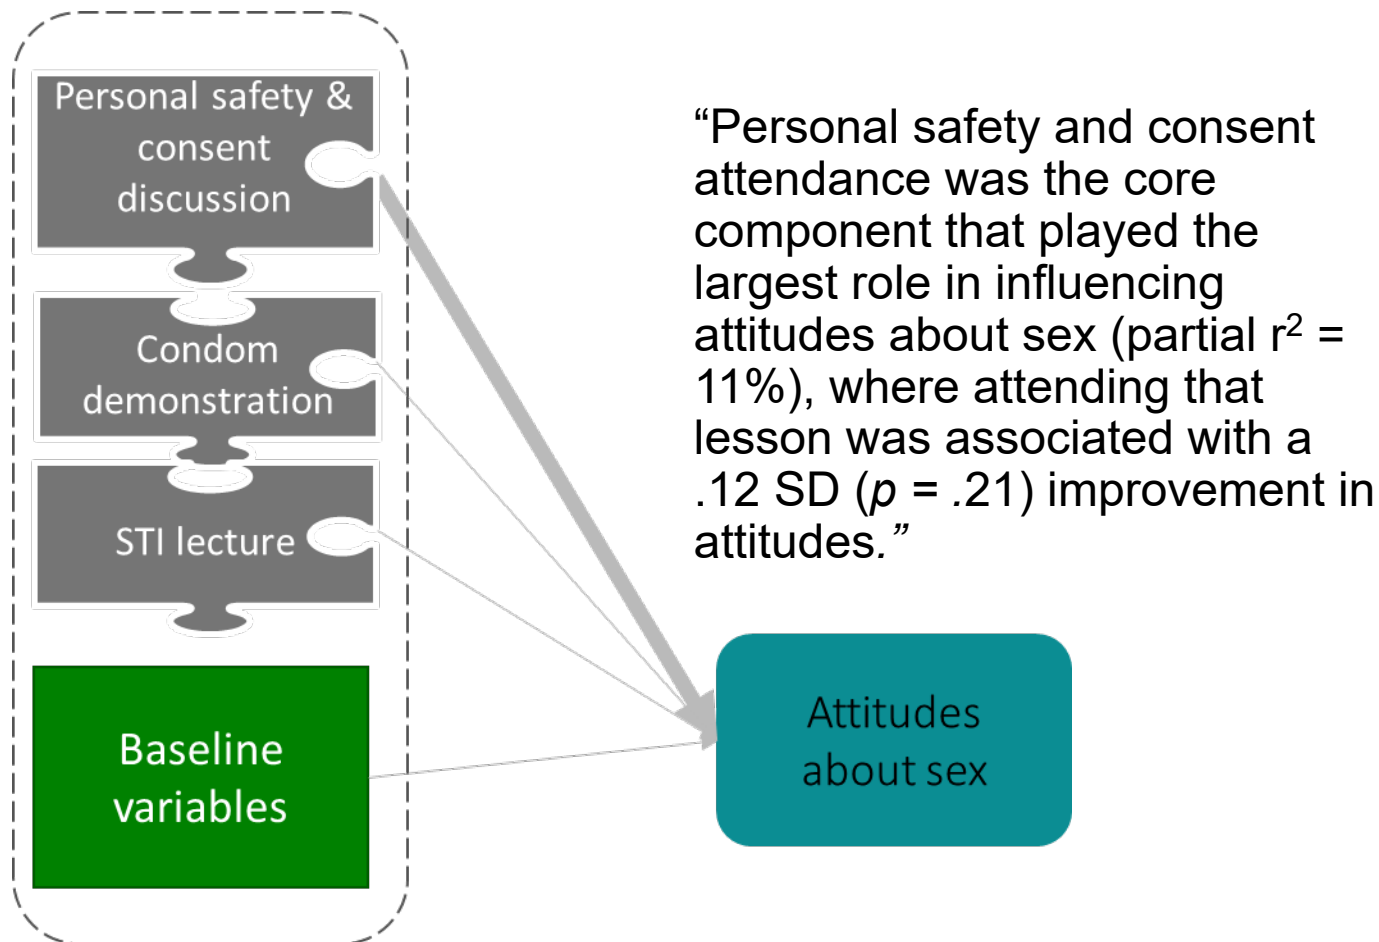 Personal safety &
consent
discussion
Condom
demonstration
STI lecture
Baseline
variables
“Personal safety and consent
attendance was the core
component that played the
largest role in influencing
attitudes about sex (partial r² =
11%), where attending that
lesson was associated with a
.12 SD (p = .21) improvement in
attitudes.”
Attitudes
about sex